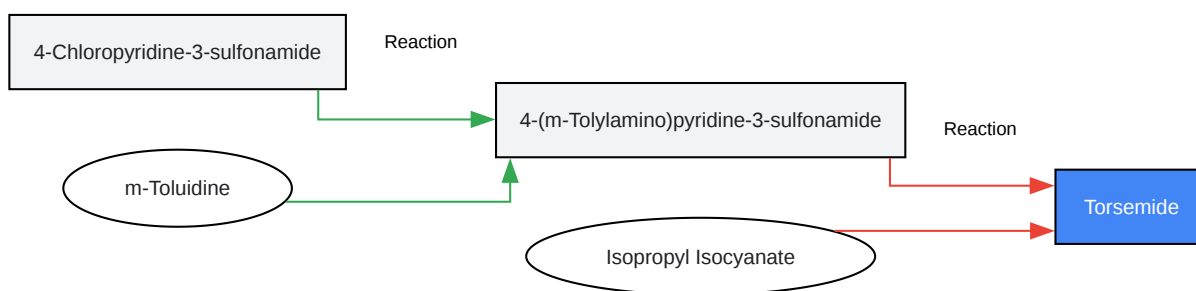 4-Chloropyridine-3-sulfonamide
Reaction
4-(m-Tolylamino)pyridine-3-sulfonamide
Reaction
m-Toluidine
Torsemide
Isopropyl Isocyanate